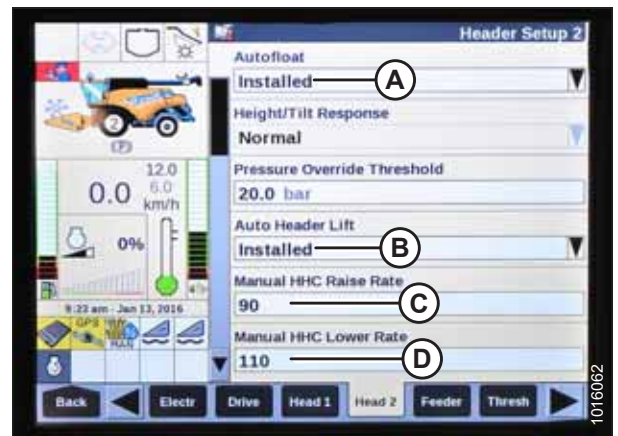 Header Setup 2
Autofloat
Installed
A
Height/Tilt Response
Normal
Pressure Override Threshold
20.0 bar
Auto Header Lift
Installed
B
Manual HHC Raise Rate
90
C
Manual HHC Lower Rate
110
D
2
(P)
12.0
0.0
6.0
km/h
0%
9:23 am - Jan 13, 2016
GPS
Back
Electr
Drive
Head 1
Head 2
Feeder
Thresh
1016062